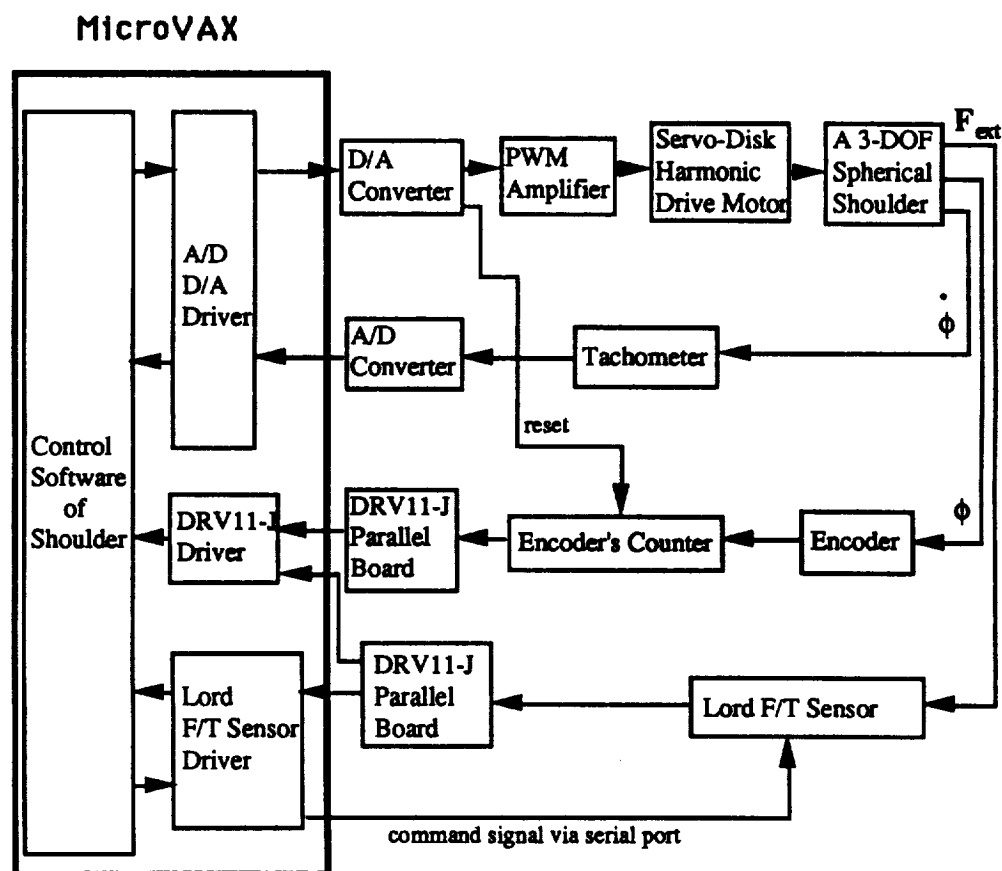 MicroVAX
D/A
Converter
PWM
Amplifier
Servo-Disk
Harmonic
Drive Motor
A 3-DOF
Spherical
Shoulder
F ext
A/D
D/A
Driver
A/D
Converter
Tachometer
φ̇
reset
Control
Software
of
Shoulder
DRV11-J
Driver
DRV11-J
Parallel
Board
Encoder's Counter
Encoder
φ
Lord
F/T Sensor
Driver
DRV11-J
Parallel
Board
Lord F/T Sensor
command signal via serial port